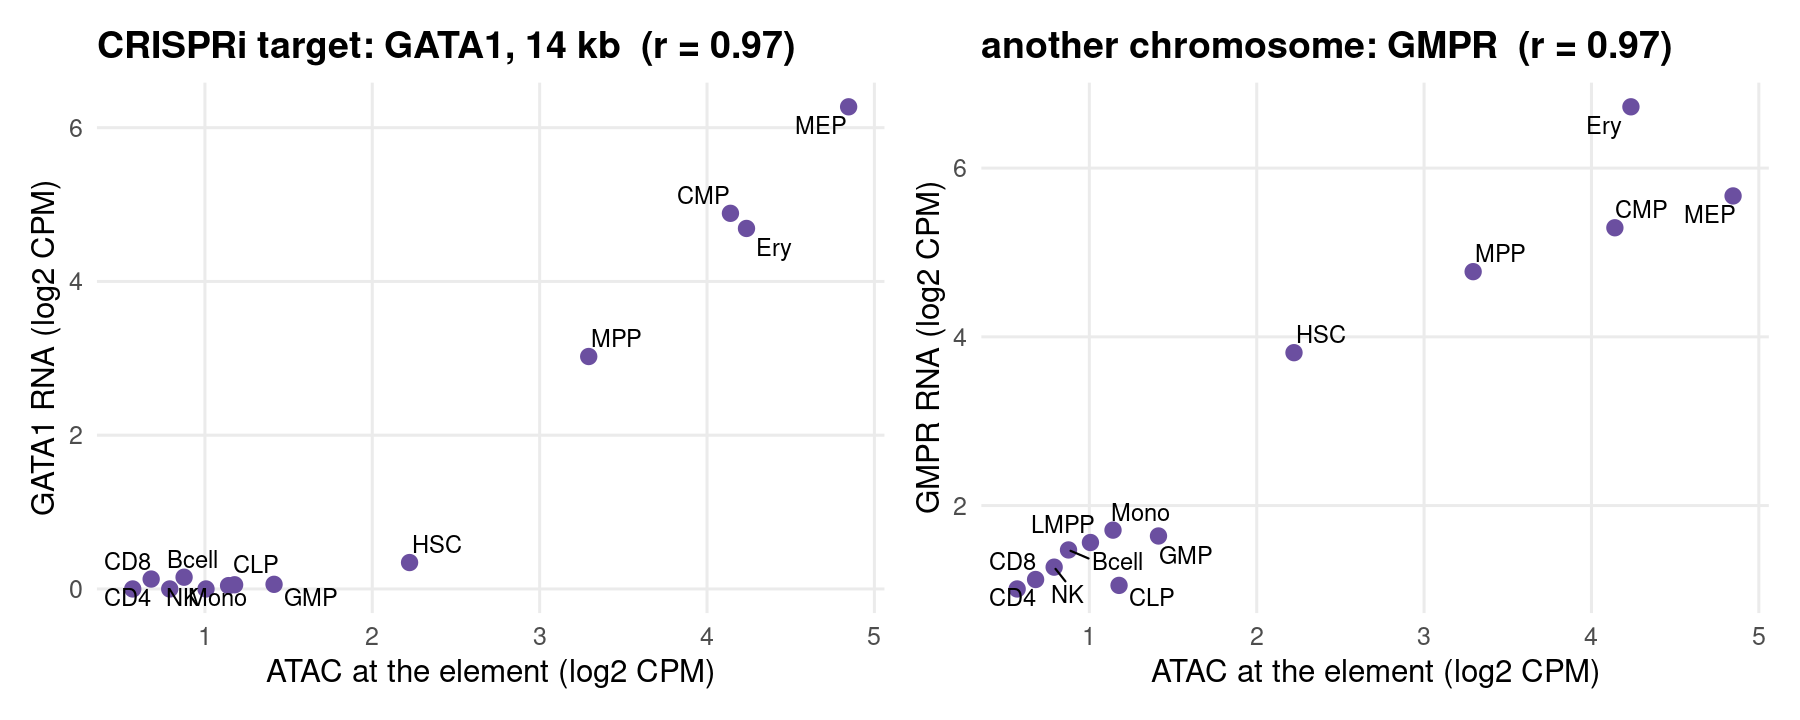 CRISPRi target: GATA1, 14 kb  (r = 0.97)
GATA1 RNA (log2 CPM)
6
4
2
0
MEP
CMP
Ery
MPP
HSC
CD8
Bcell
CLP
CD4
NK
Mono
GMP
1
2
3
4
5
ATAC at the element (log2 CPM)
another chromosome: GMPR  (r = 0.97)
GMPR RNA (log2 CPM)
6
4
2
Ery
CMP
MEP
MPP
HSC
Mono
LMPP
GMP
CD8
Bcell
CD4
NK
CLP
1
2
3
4
5
ATAC at the element (log2 CPM)